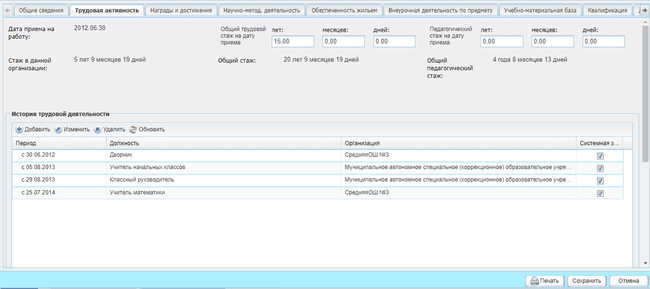 Общие сведения Трудовая активность Награды и достижения Научно-метод. деятельность Обеспеченность жильем Внеурочная деятельность по предмету Учебно-материальная база Квалификация
Дата приема на работу: 2012.06.30
Общий трудовой стаж на дату приема
лет: месяцев: дней:
15,00 0,00 0,00
Педагогический стаж на дату приема
лет: месяцев: дней:
0,00 0,00 0,00
Стаж в данной организации: 5 лет 9 месяцев 19 дней
Общий стаж: 20 лет 9 месяцев 19 дней
Общий педагогический стаж: 4 года 8 месяцев 13 дней
История трудовой деятельности
Добавить Изменить Удалить Обновить
Период Должность Организация Системная з...
с 30.06.2012 Дворник СредняяОШ №3
с 05.08.2013 Учитель начальных классов Муниципальное автономное специальное (коррекционное) образовательное учре...
с 29.08.2013 Классный руководитель Муниципальное автономное специальное (коррекционное) образовательное учре...
с 25.07.2014 Учитель математики СредняяОШ №3
Печать Сохранить Отмена